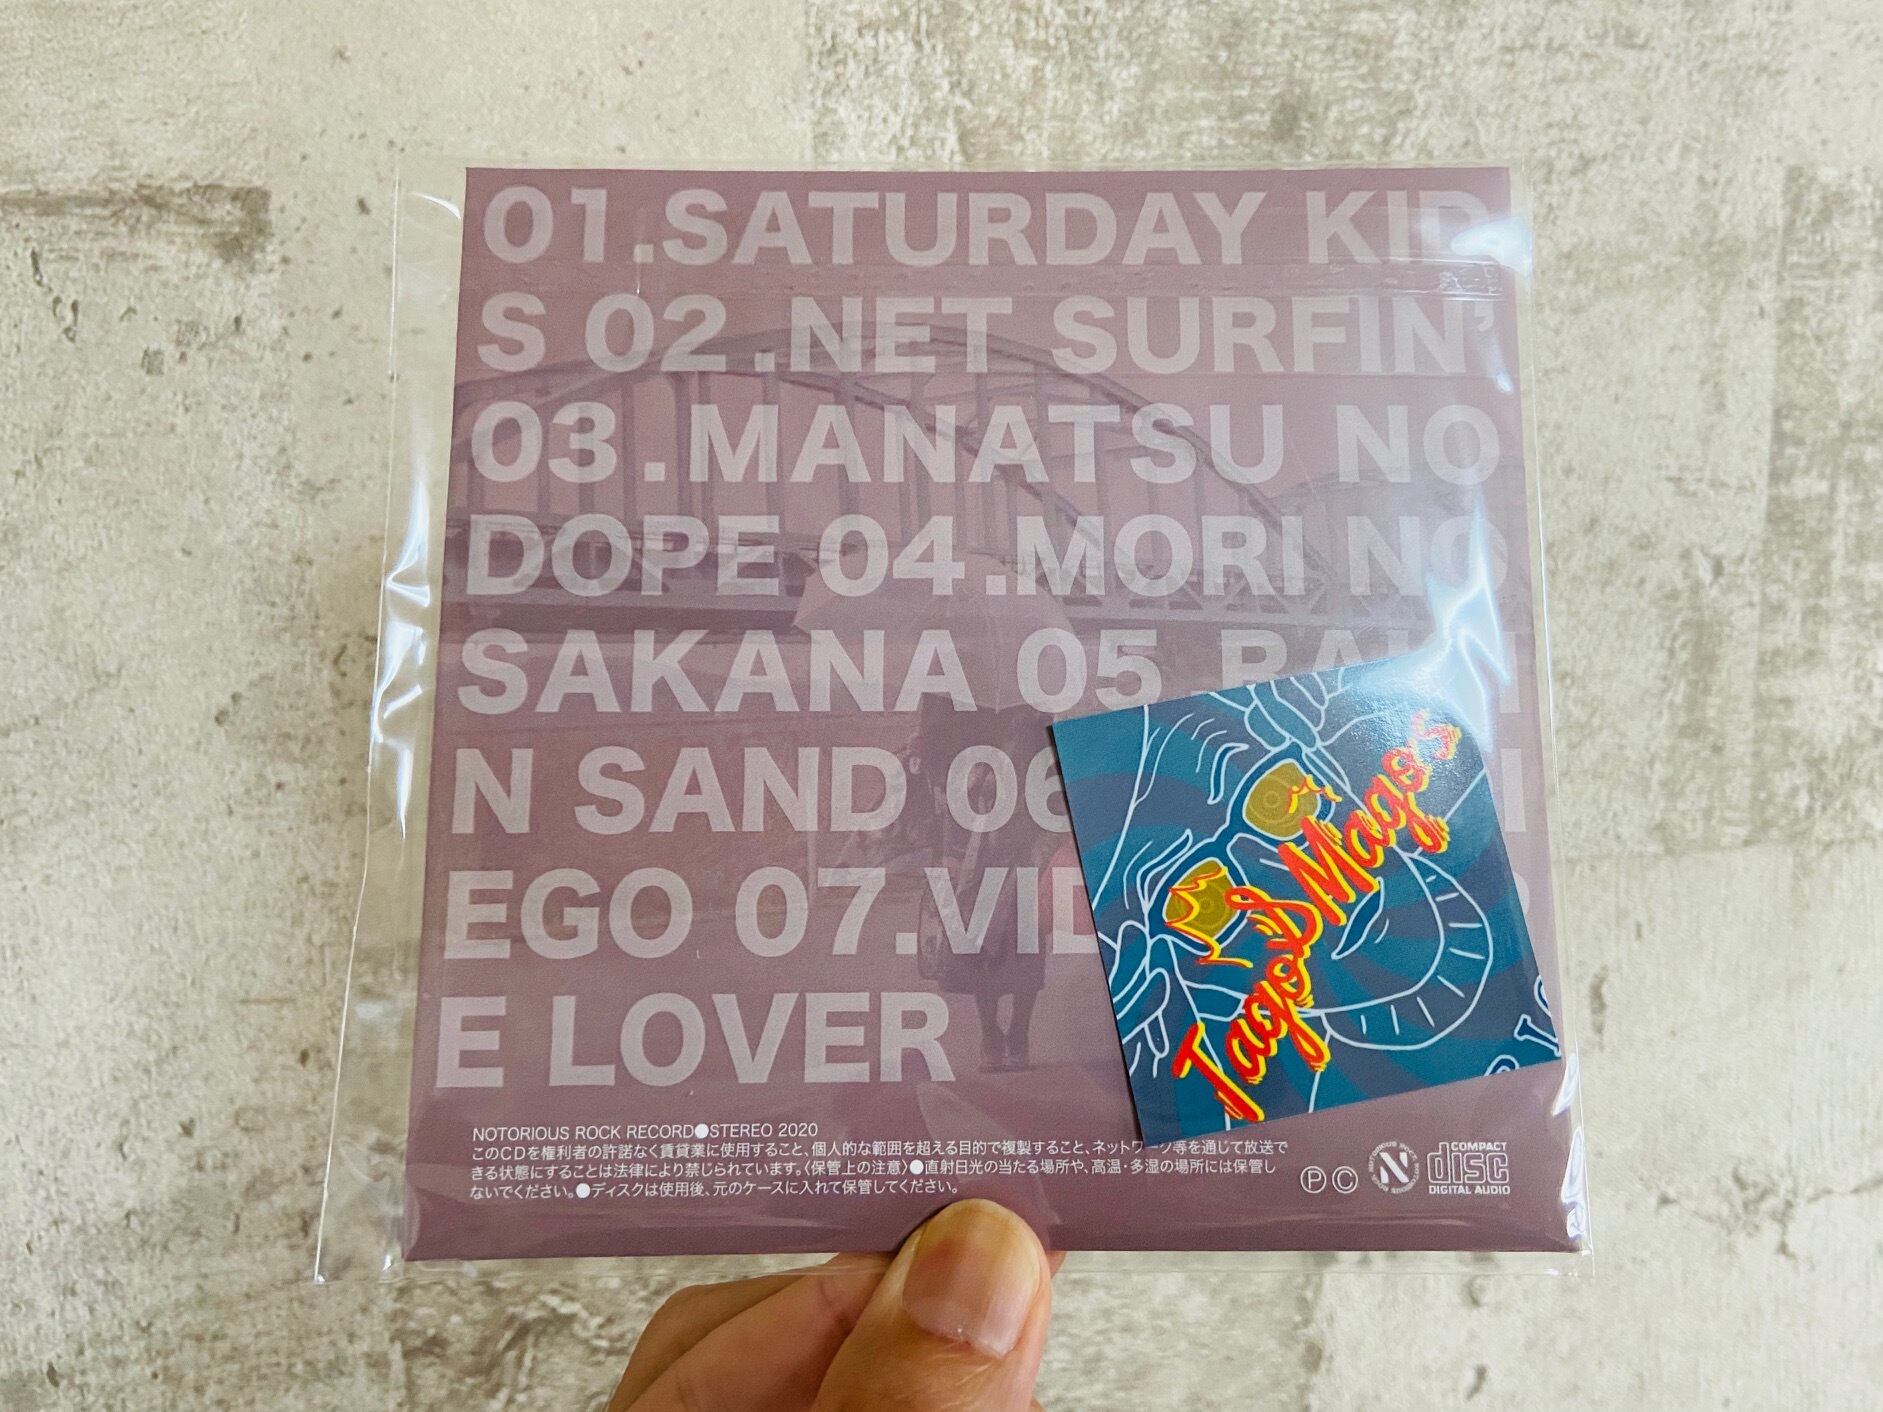 01.SATURDAY KID
S 02.NET SURFIN'
03.MANATSU NO
DOPE 04.MORI NO
SAKANA 05.
N SAND 06
EGO 07.
E LOVER
Tago's Mago's
NOTORIOUS ROCK RECORD●STEREO 2020
このCDを権利者の許諾なく賃貸業に使用すること、個人的な範囲を超える目的で複製すること、ネットワーク等を通じて放送で
きる状態にすることは法律により禁じられています。〈保管上の注意〉●直射日光の当たる場所や、高温・多湿の場所には保管し
ないでください。●ディスクは使用後、元のケースに入れて保管してください。
Ⓟ Ⓒ
N
COMPACT
disc
DIGITAL AUDIO